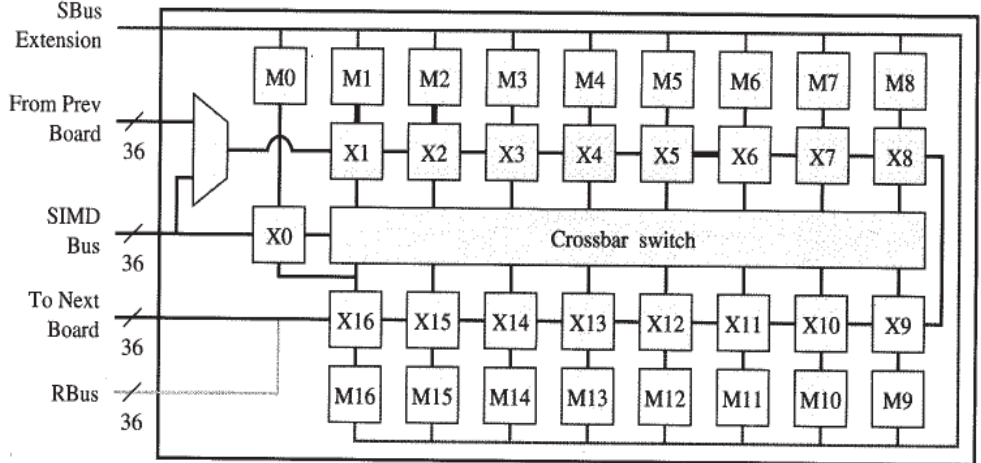 SBus
Extension
M0 M1 M2 M3 M4 M5 M6 M7 M8
From Prev
Board
36
X1 X2 X3 X4 X5 X6 X7 X8
SIMD
Bus
36
X0
Crossbar switch
To Next
Board
36
X16 X15 X14 X13 X12 X11 X10 X9
RBus
36
M16 M15 M14 M13 M12 M11 M10 M9